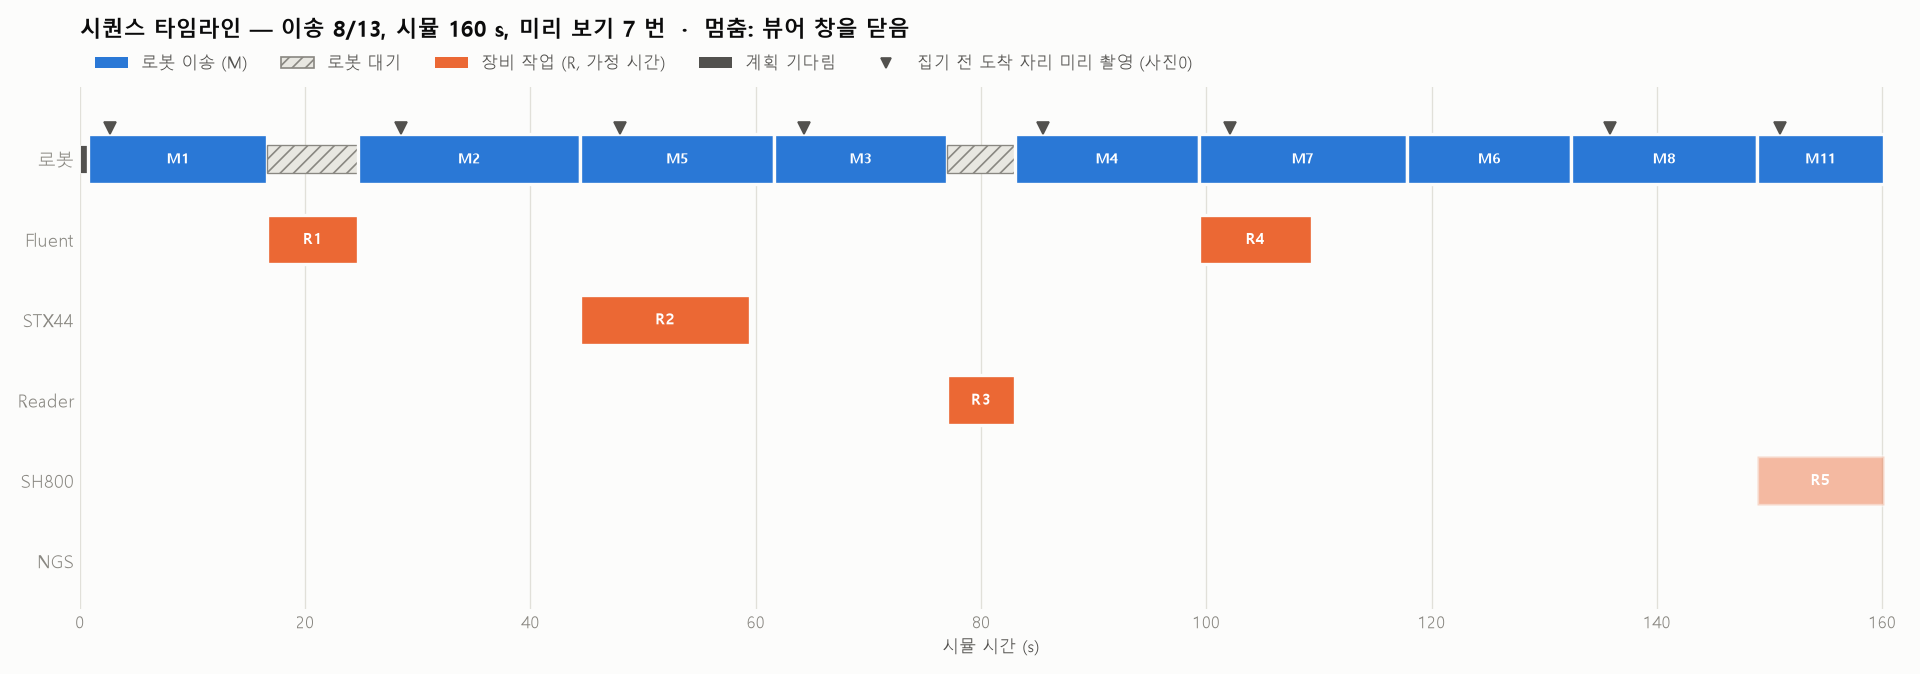 시퀀스 타임라인 — 이송 8/13, 시뮬 160 s, 미리 보기 7 번 · 멈춤: 뷰어 창을 닫음
로봇 이송 (M) 로봇 대기 장비 작업 (R, 가정 시간) 계획 기다림 집기 전 도착 자리 미리 촬영 (사진0)
로봇 M1 M2 M5 M3 M4 M7 M6 M8 M11
Fluent R1 R4
STX44 R2
Reader R3
SH800 R5
NGS
0 20 40 60 80 100 120 140 160
시뮬 시간 (s)